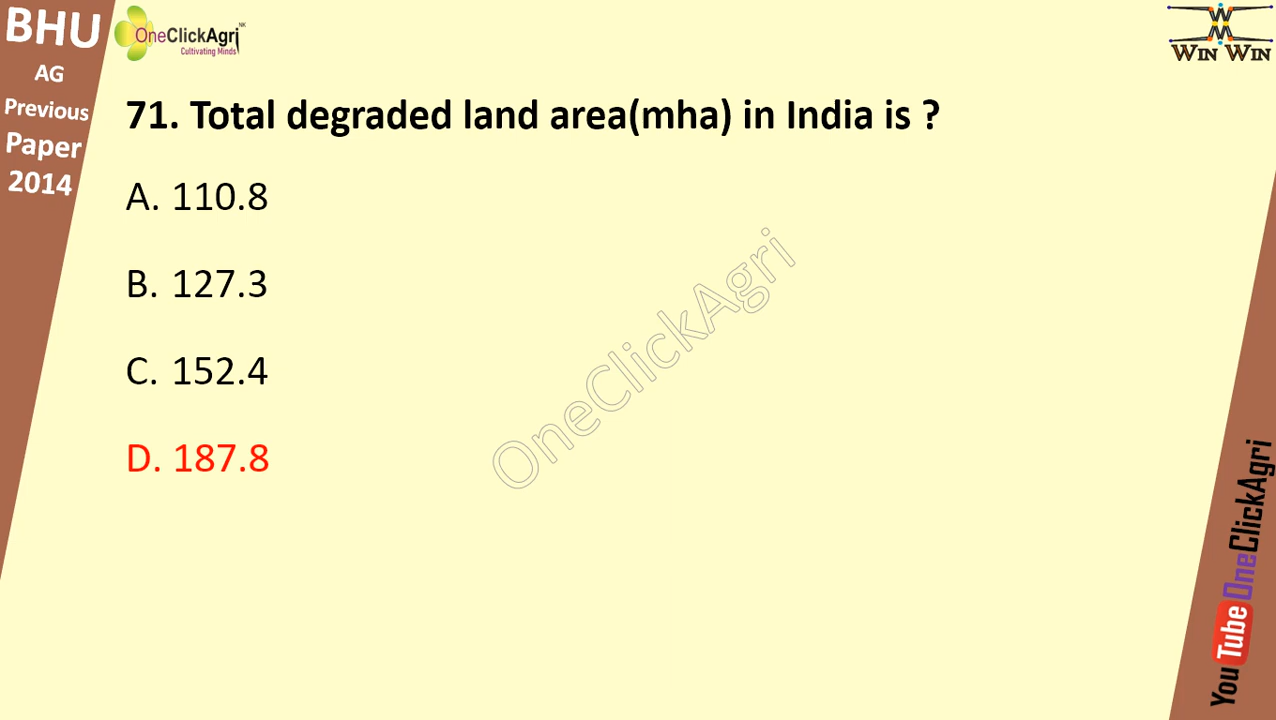 BHU
AG
Previous
Paper
2014
OneClickAgri NK
Cultivating Minds
WIN WIN
71. Total degraded land area(mha) in India is ?
A. 110.8
B. 127.3
C. 152.4
D. 187.8
OneClickAgri
YouTube OneClickAgri